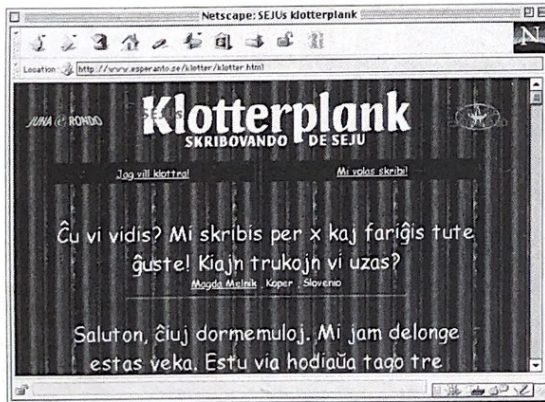 Netscape: SEJUs klotterplank
N
Location: http://www.esperanto.se/klotter/klotter.html
JUNA @ RONDO
Klotterplank
SKRIBOVANDO DE SEJU
Jag vill klottra!
Mi volas skribi!
Ĉu vi vidis? Mi skribis per x kaj fariĝis tute
ĝuste! Kiajn trukojn vi uzas?
Magda Melnik, Koper, Slovenio
Saluton, ĉiuj dormemuloj. Mi jam delonge
estas veka. Estu via hodiaŭa tago tre